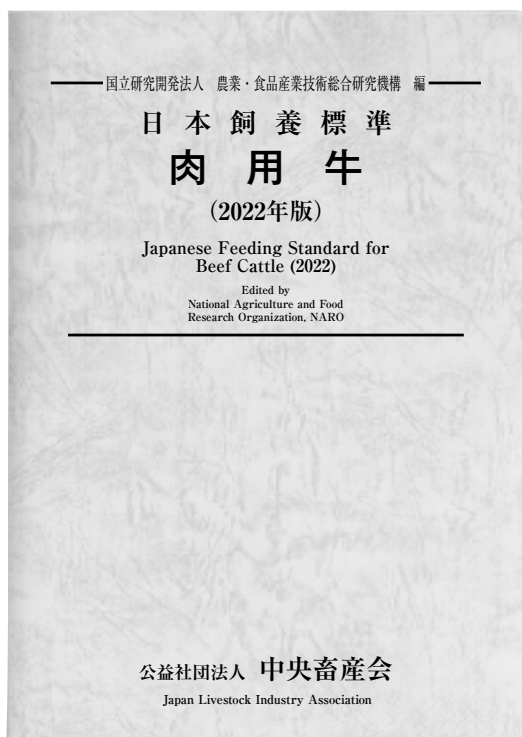 国立研究開発法人 農業・食品産業技術総合研究機構 編
日本飼養標準
肉用牛
(2022年版)
Japanese Feeding Standard for
Beef Cattle (2022)
Edited by
National Agriculture and Food
Research Organization, NARO
公益社団法人 中央畜産会
Japan Livestock Industry Association